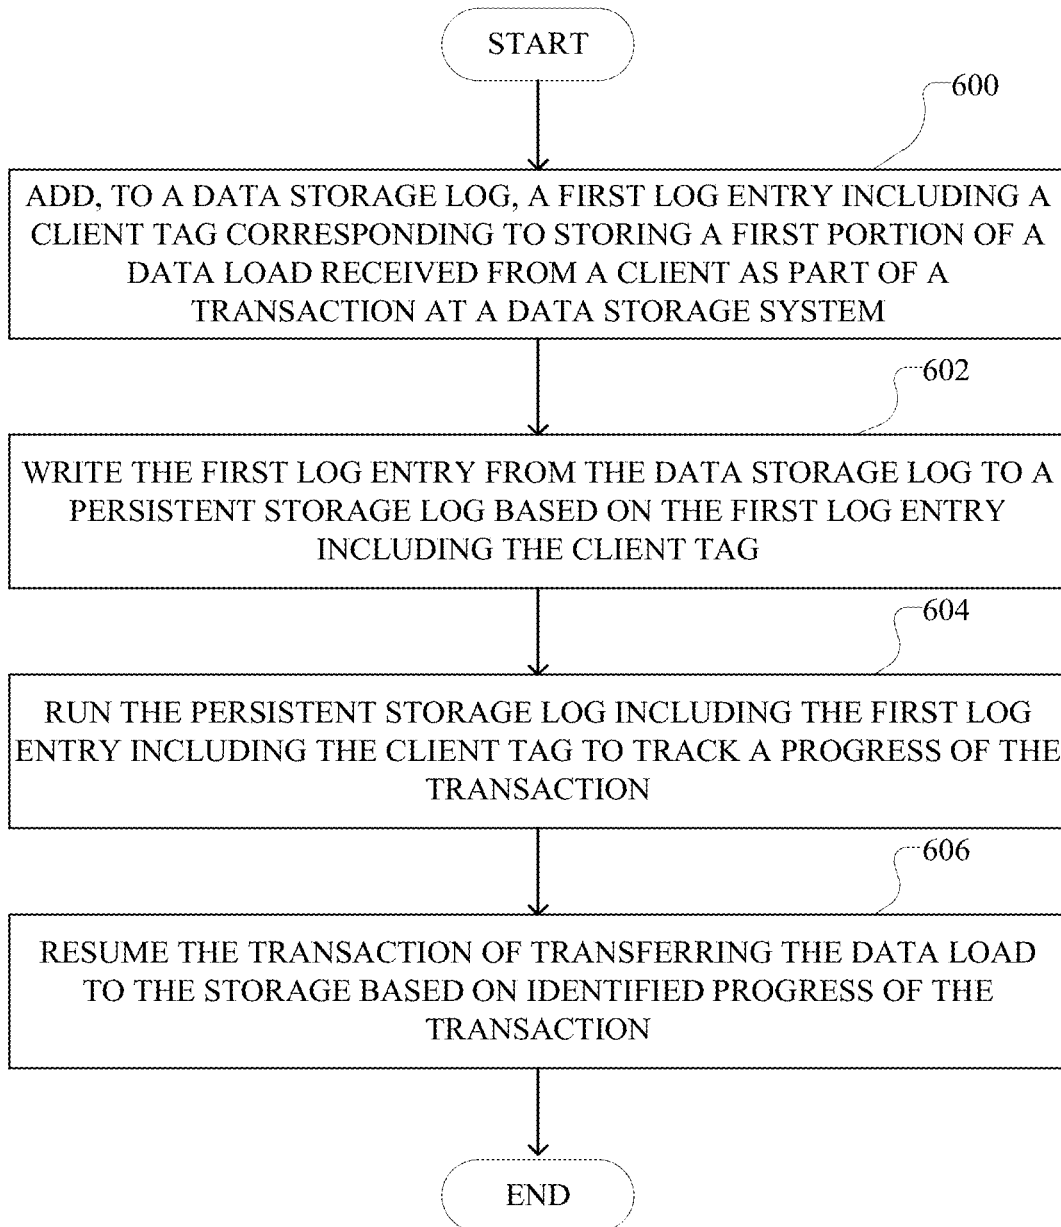 START
600
ADD, TO A DATA STORAGE LOG, A FIRST LOG ENTRY INCLUDING A
CLIENT TAG CORRESPONDING TO STORING A FIRST PORTION OF A
DATA LOAD RECEIVED FROM A CLIENT AS PART OF A
TRANSACTION AT A DATA STORAGE SYSTEM
602
WRITE THE FIRST LOG ENTRY FROM THE DATA STORAGE LOG TO A
PERSISTENT STORAGE LOG BASED ON THE FIRST LOG ENTRY
INCLUDING THE CLIENT TAG
604
RUN THE PERSISTENT STORAGE LOG INCLUDING THE FIRST LOG
ENTRY INCLUDING THE CLIENT TAG TO TRACK A PROGRESS OF THE
TRANSACTION
606
RESUME THE TRANSACTION OF TRANSFERRING THE DATA LOAD
TO THE STORAGE BASED ON IDENTIFIED PROGRESS OF THE
TRANSACTION
END